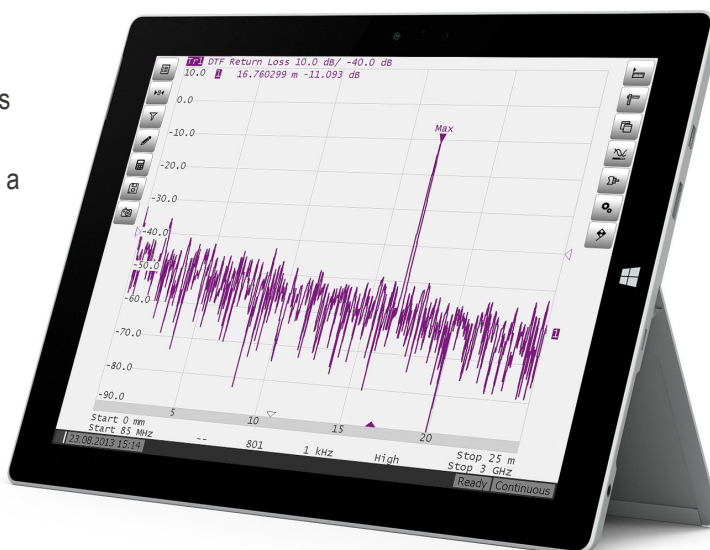 s
a
Tr1 DTF Return Loss 10.0 dB/ -40.0 dB
10.0
1 16.760299 m -11.093 dB
0.0
Max
-10.0
-20.0
-30.0
-40.0
-50.0
-60.0
1
-70.0
-80.0
-90.0
5
10
15
20
Start 0 mm
Stop 25 m
Start 85 MHz
--
801
1 kHz
High
Stop 3 GHz
23.08.2013 15:14
Ready
Continuous